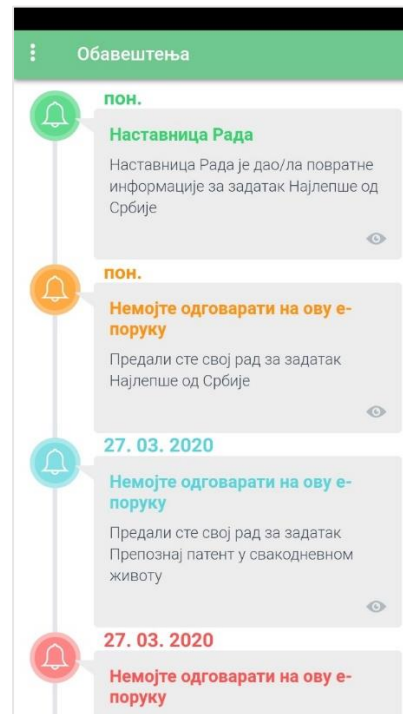 Обавештења
пон.
Наставница Рада
Наставница Рада је дао/ла повратне
информације за задатак Најлепше од
Србије
пон.
Немојте одговарати на ову е-
поруку
Предали сте свој рад за задатак
Најлепше од Србије
27. 03. 2020
Немојте одговарати на ову е-
поруку
Предали сте свој рад за задатак
Препознај патент у свакодневном
животу
27. 03. 2020
Немојте одговарати на ову е-
поруку